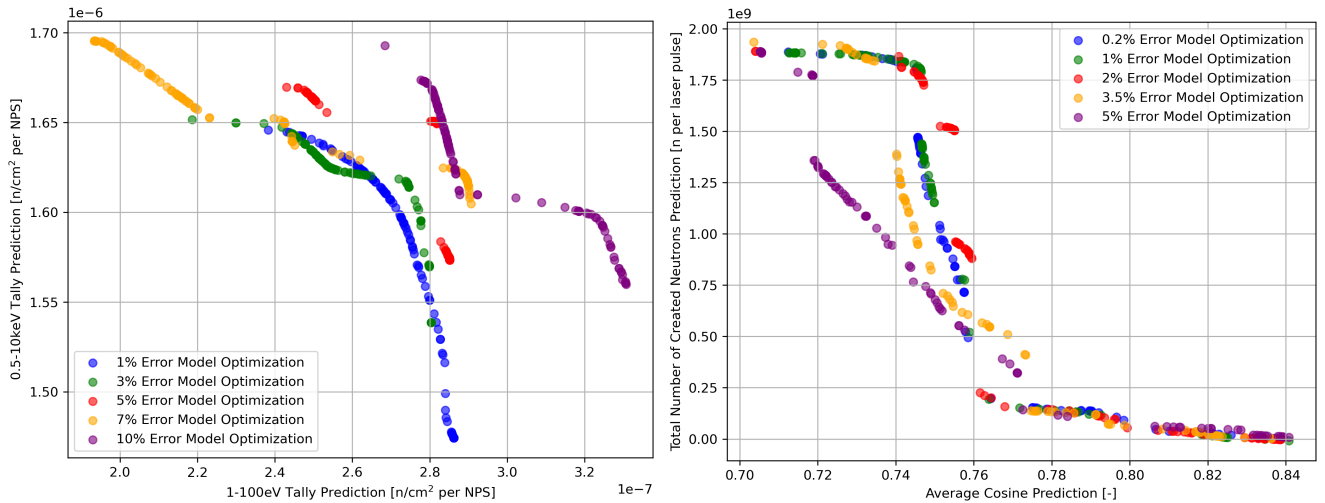 1e−6
1.70
1.65
1.60
1.55
1.50
0.5-10keV Tally Prediction [n/cm² per NPS]
1% Error Model Optimization
3% Error Model Optimization
5% Error Model Optimization
7% Error Model Optimization
10% Error Model Optimization
2.0 2.2 2.4 2.6 2.8 3.0 3.2
1-100eV Tally Prediction [n/cm² per NPS]
1e−7
1e9
2.00
1.75
1.50
1.25
1.00
0.75
0.50
0.25
0.00
Total Number of Created Neutrons Prediction [n per laser pulse]
0.2% Error Model Optimization
1% Error Model Optimization
2% Error Model Optimization
3.5% Error Model Optimization
5% Error Model Optimization
0.70 0.72 0.74 0.76 0.78 0.80 0.82 0.84
Average Cosine Prediction [-]